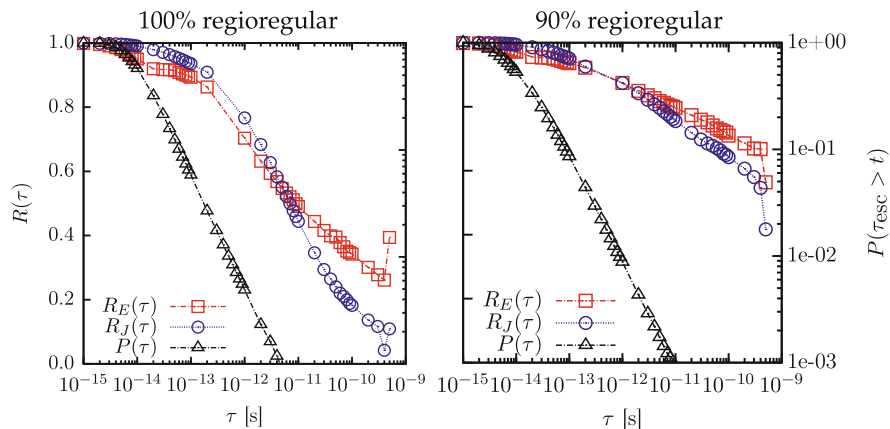 100% regioregular
90% regioregular
1.0
0.8
0.6
0.4
0.2
0.0
R(τ)
R_E(τ)
R_J(τ)
P(τ)
10⁻¹⁵ 10⁻¹⁴ 10⁻¹³ 10⁻¹² 10⁻¹¹ 10⁻¹⁰ 10⁻⁹
τ [s]
R_E(τ)
R_J(τ)
P(τ)
10⁻¹⁵ 10⁻¹⁴ 10⁻¹³ 10⁻¹² 10⁻¹¹ 10⁻¹⁰ 10⁻⁹
τ [s]
1e+00
1e-01
1e-02
1e-03
P(τ_esc > t)